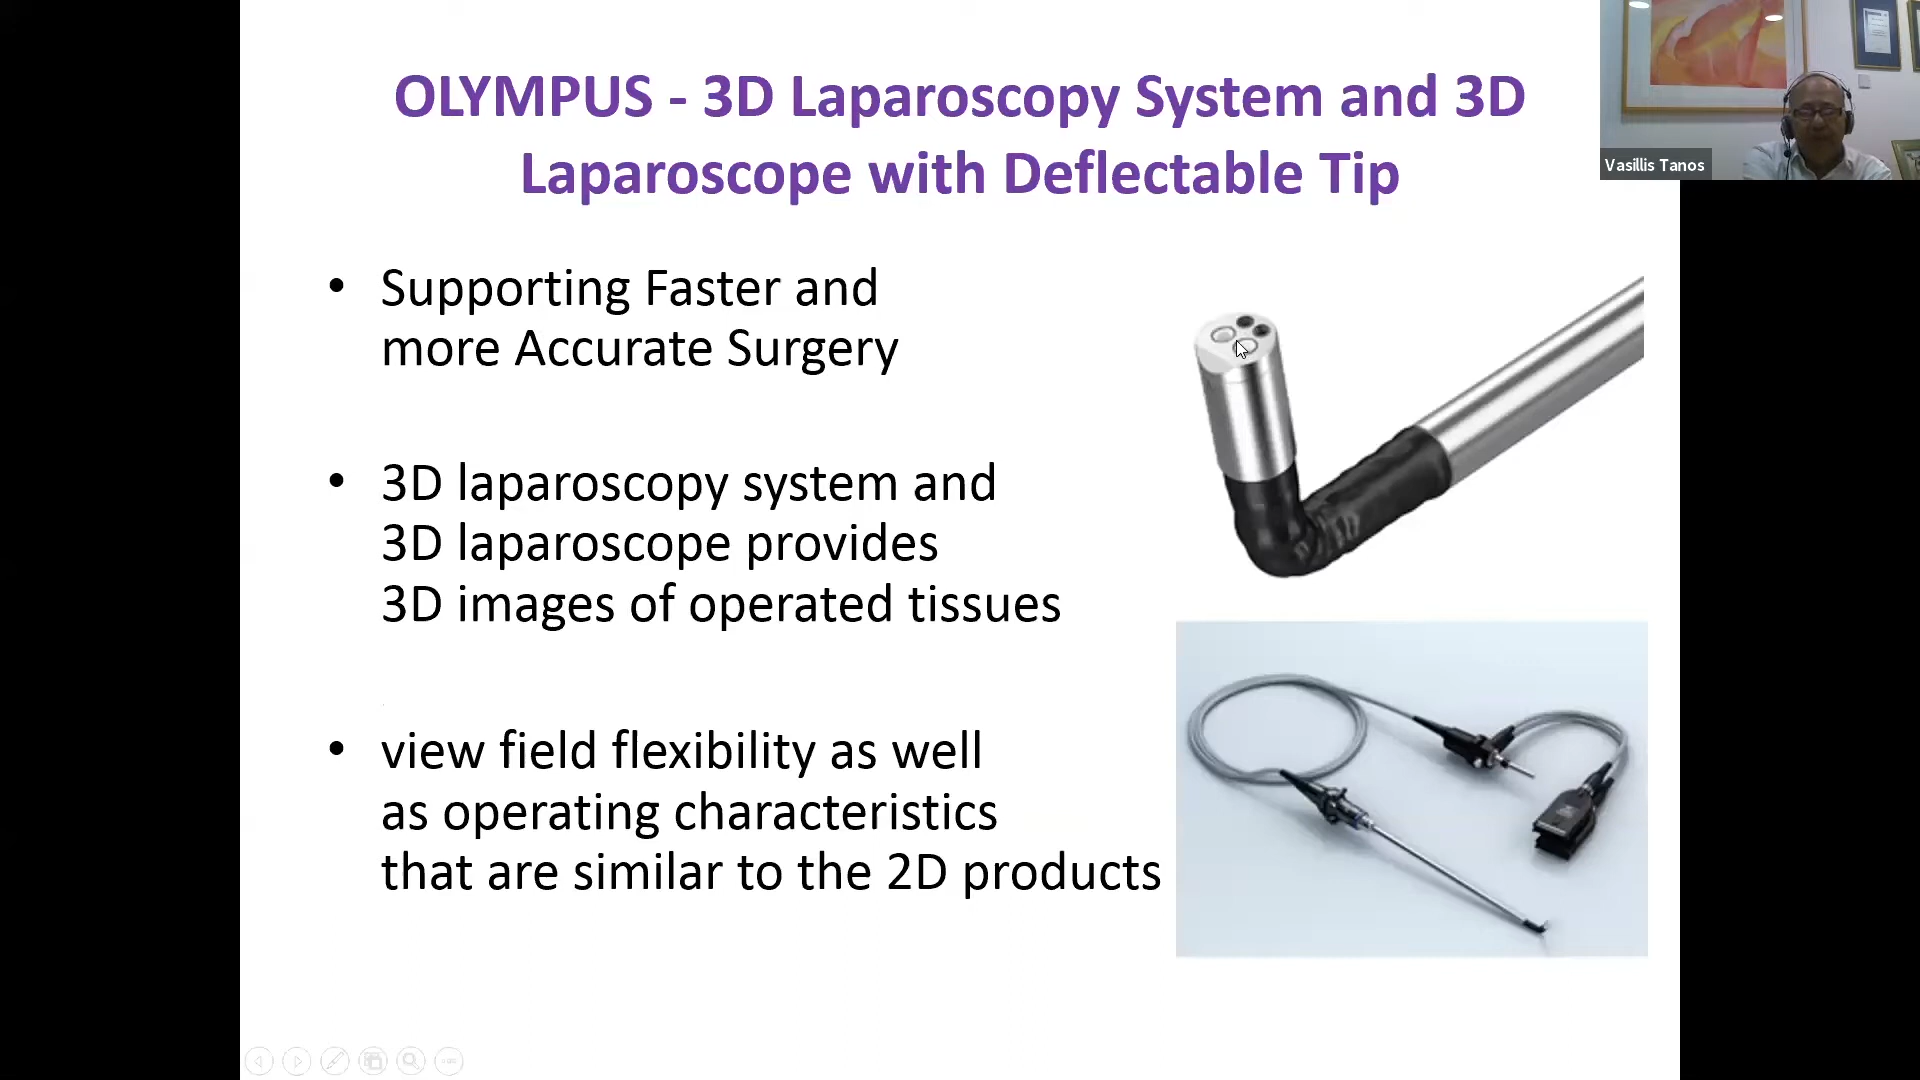 OLYMPUS - 3D Laparoscopy System and 3D
Laparoscope with Deflectable Tip
• Supporting Faster and
more Accurate Surgery
• 3D laparoscopy system and
3D laparoscope provides
3D images of operated tissues
• view field flexibility as well
as operating characteristics
that are similar to the 2D products
Vasillis Tanos